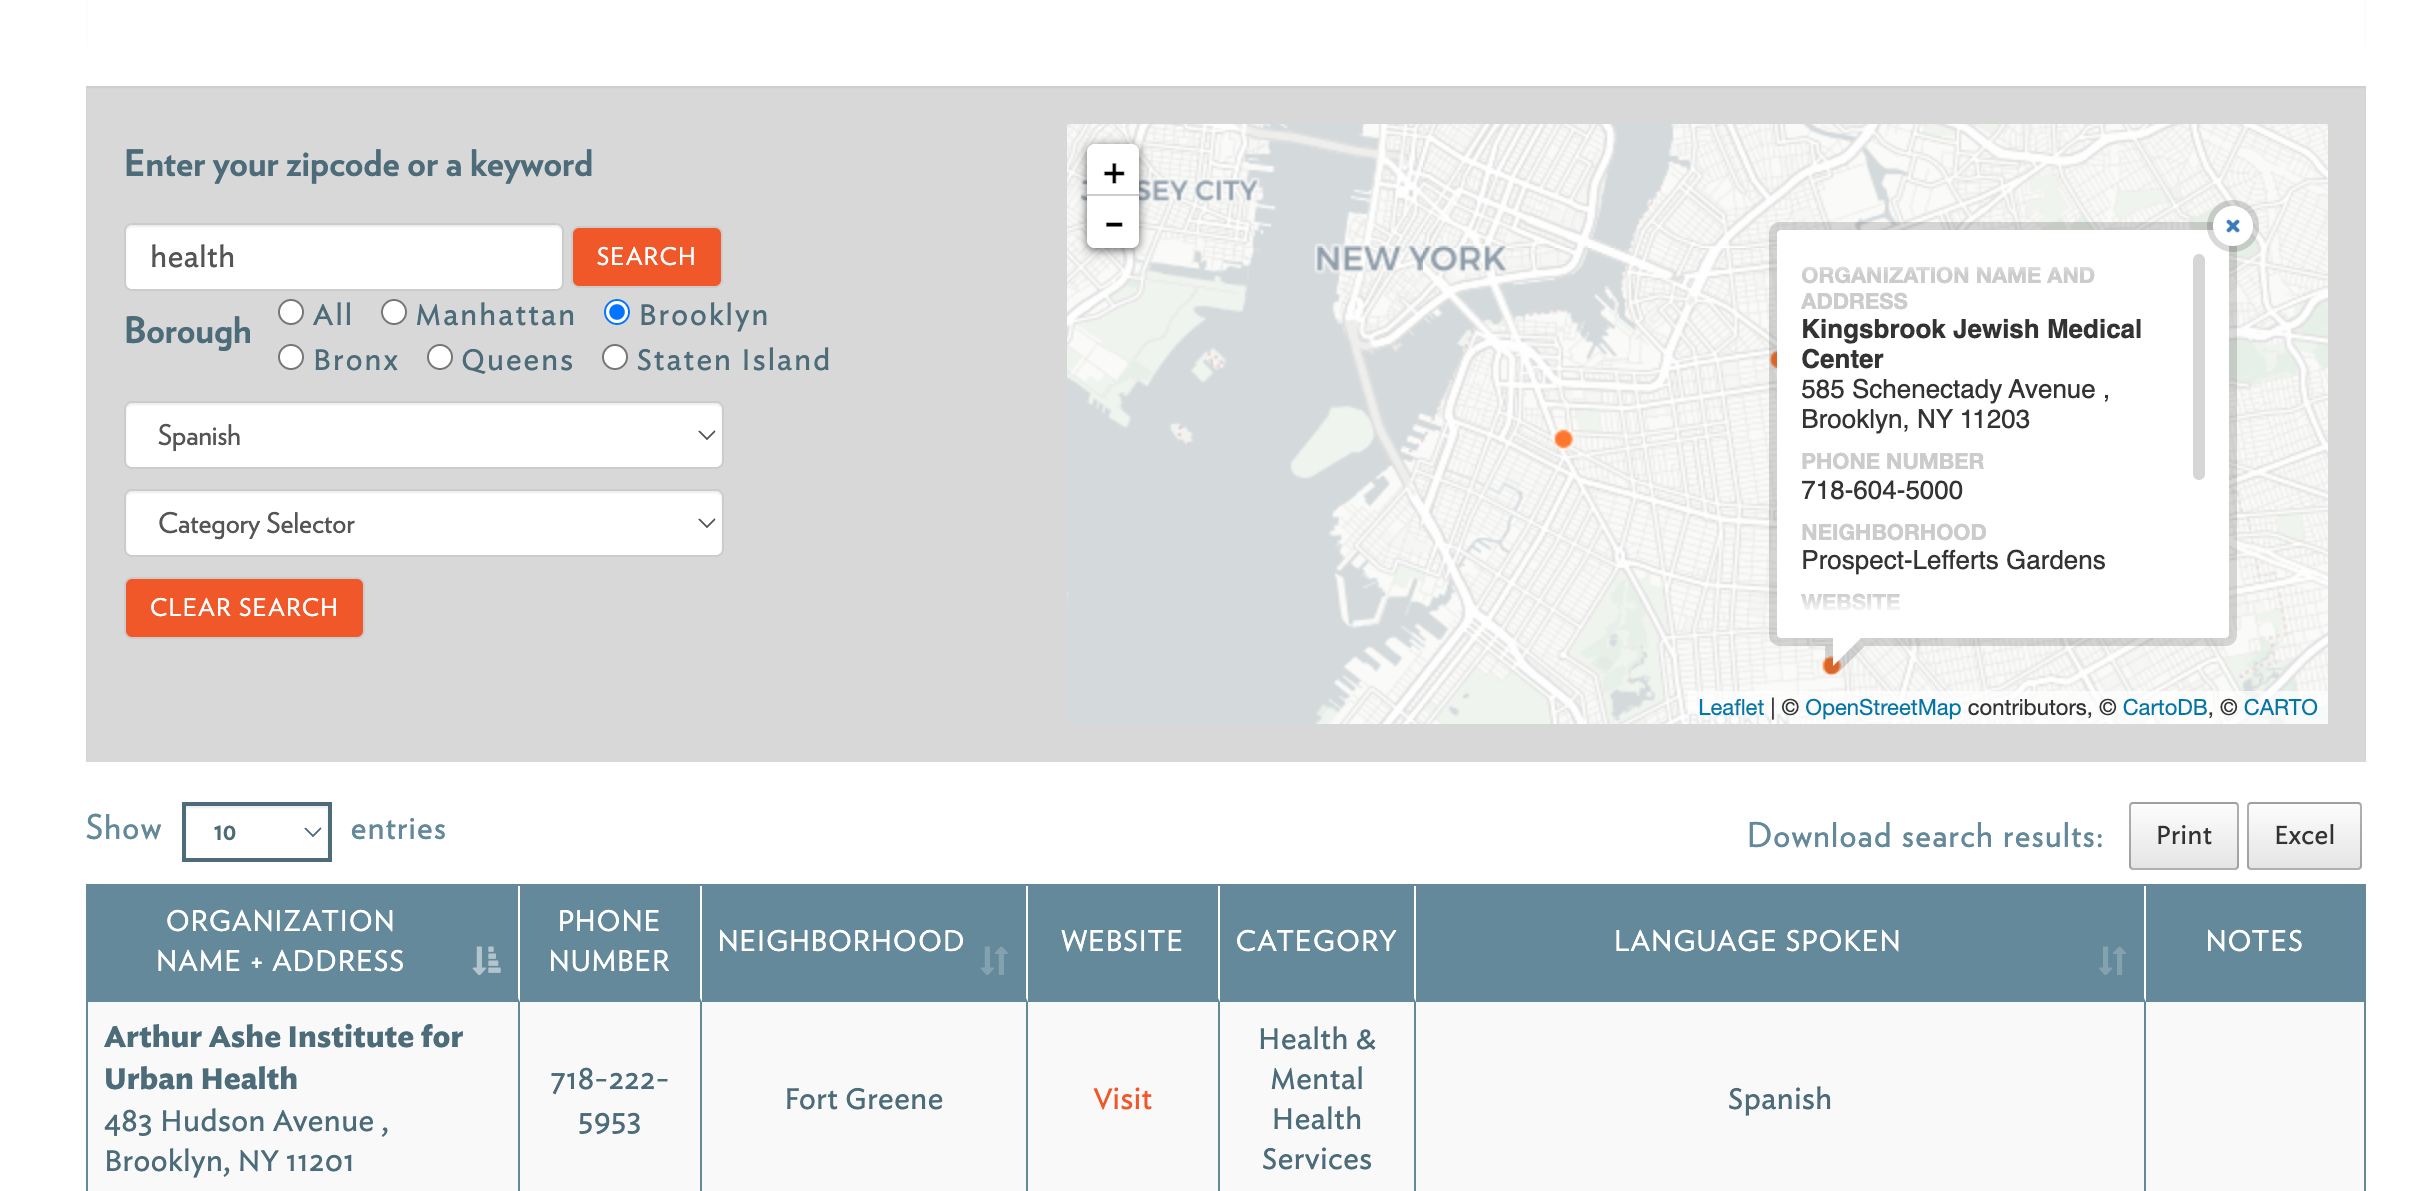 Enter your zipcode or a keyword
health
SEARCH
Borough
All
Manhattan
Brooklyn
Bronx
Queens
Staten Island
Spanish
Category Selector
CLEAR SEARCH
+
-
SEY CITY
NEW YORK
×
ORGANIZATION NAME AND
ADDRESS
Kingsbrook Jewish Medical
Center
585 Schenectady Avenue ,
Brooklyn, NY 11203
PHONE NUMBER
718-604-5000
NEIGHBORHOOD
Prospect-Lefferts Gardens
WEBSITE
Leaflet | © OpenStreetMap contributors, © CartoDB, © CARTO
Show 10 entries
Download search results:
Print
Excel
ORGANIZATION
NAME + ADDRESS
PHONE
NUMBER
NEIGHBORHOOD
WEBSITE
CATEGORY
LANGUAGE SPOKEN
NOTES
Arthur Ashe Institute for
Urban Health
483 Hudson Avenue ,
Brooklyn, NY 11201
718-222-
5953
Fort Greene
Visit
Health &
Mental
Health
Services
Spanish